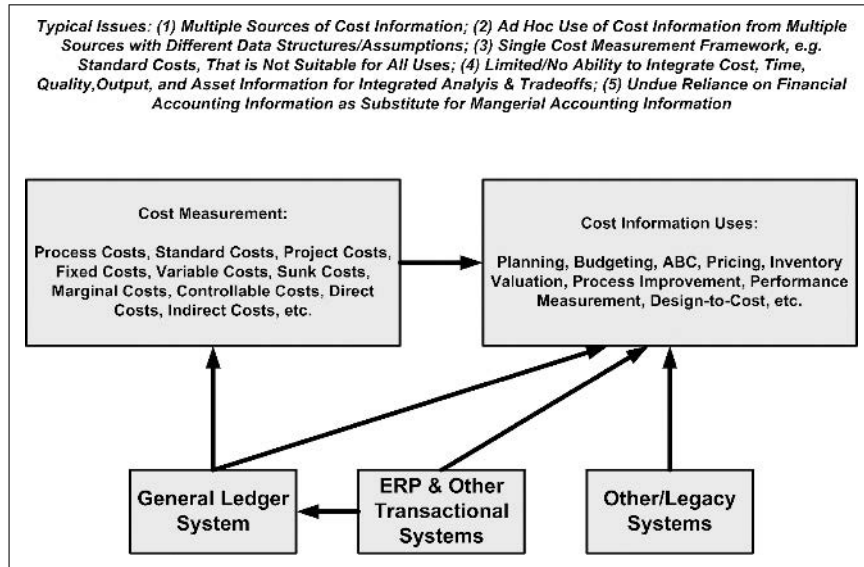 Typical Issues: (1) Multiple Sources of Cost Information; (2) Ad Hoc Use of Cost Information from Multiple
Sources with Different Data Structures/Assumptions; (3) Single Cost Measurement Framework, e.g.
Standard Costs, That is Not Suitable for All Uses; (4) Limited/No Ability to Integrate Cost, Time,
Quality,Output, and Asset Information for Integrated Analyis & Tradeoffs; (5) Undue Reliance on Financial
Accounting Information as Substitute for Mangerial Accounting Information
Cost Measurement:
Process Costs, Standard Costs, Project Costs,
Fixed Costs, Variable Costs, Sunk Costs,
Marginal Costs, Controllable Costs, Direct
Costs, Indirect Costs, etc.
Cost Information Uses:
Planning, Budgeting, ABC, Pricing, Inventory
Valuation, Process Improvement, Performance
Measurement, Design-to-Cost, etc.
General Ledger
System
ERP & Other
Transactional
Systems
Other/Legacy
Systems